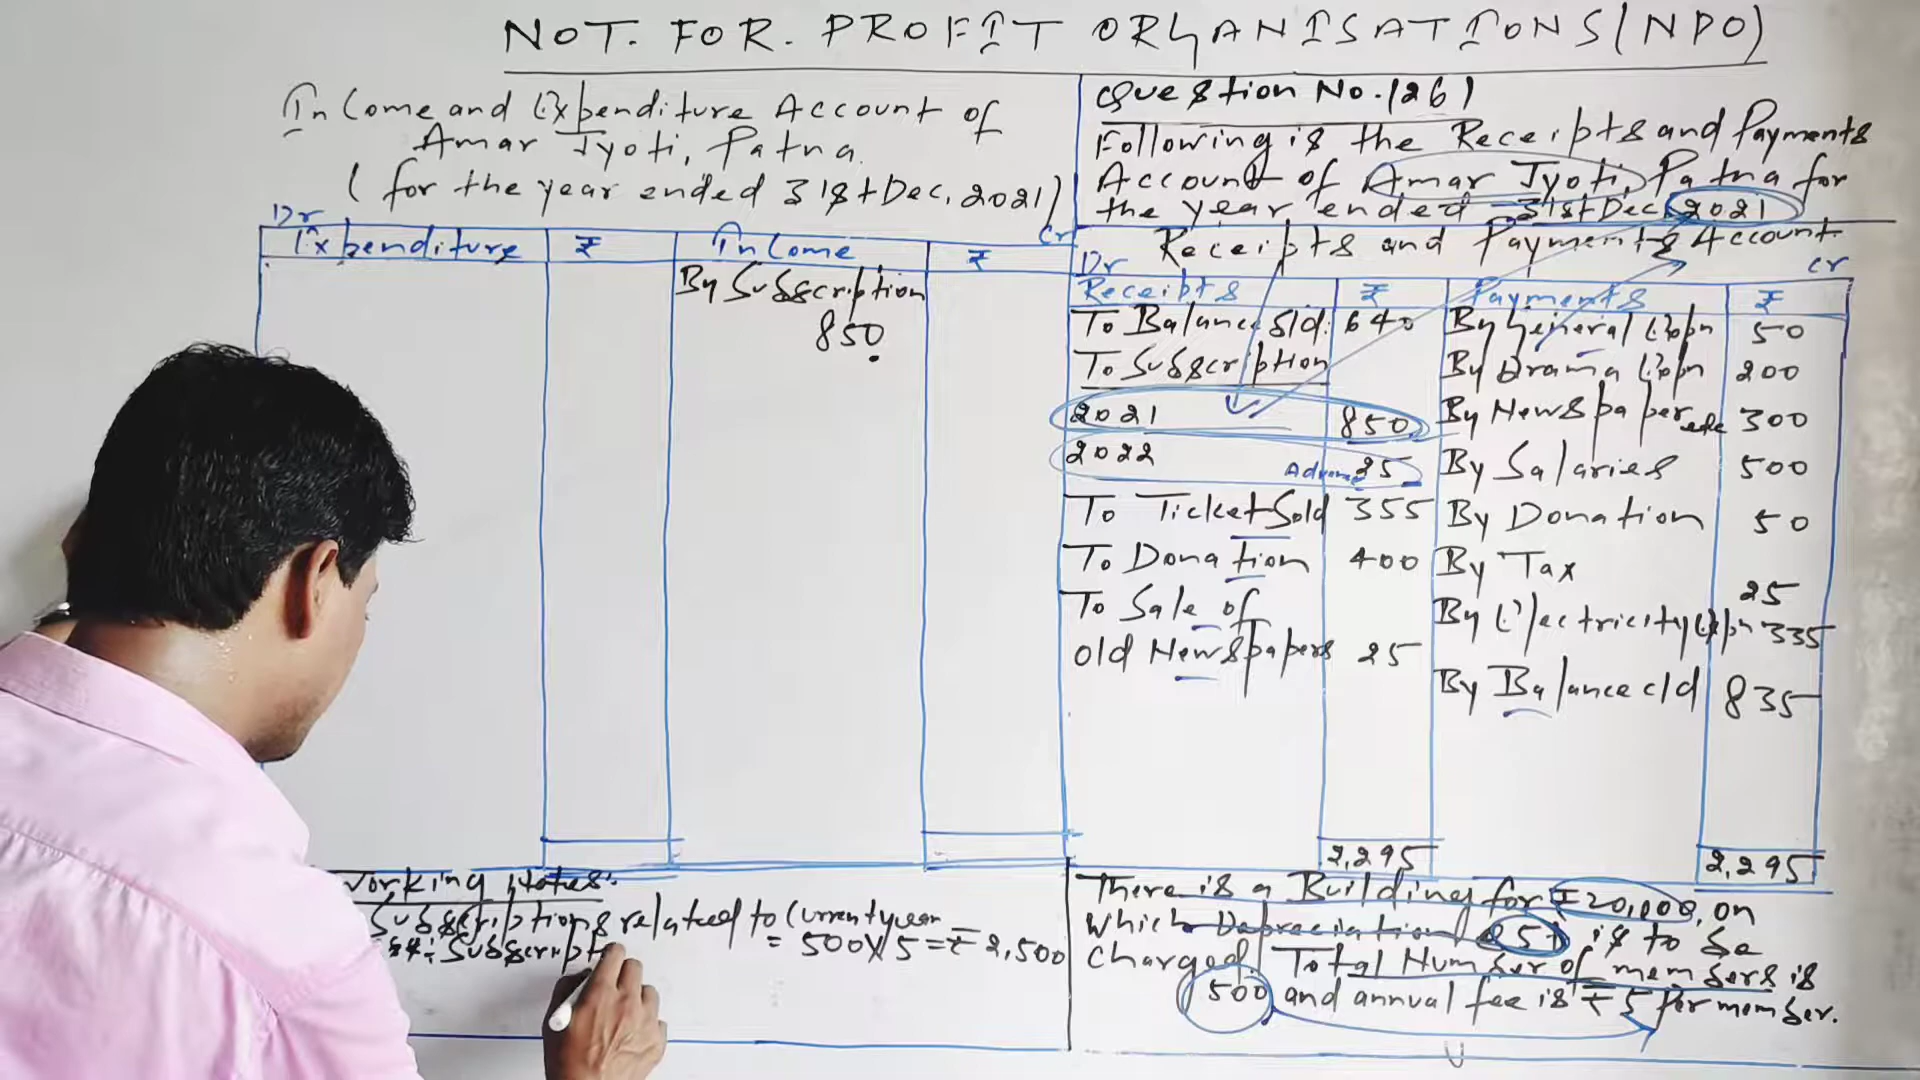 NOT. FOR. PROFIT ORGANISATIONS (NPO)
Income and Expenditure Account of
Amar Jyoti, Patna.
(for the year ended 31st Dec, 2021)
Dr Cr
Expenditure ₹ Income ₹
By Subscription
850
Working Notes:
Subscriptions related to Current year
= 500 X 5 = ₹ 2,500
Question No. 126)
Following is the Receipts and Payments
Account of Amar Jyoti, Patna for
the year ended 31st Dec. 2021
Receipts and Payments Account
Dr Cr
Receipts ₹ Payments ₹
To Balance b/d. 640 By General Expn 50
To Subscription By Drama Expn 200
2021 850 By Newspaper etc 300
2022 25 By Salaries 500
To Ticket Sold 355 By Donation 50
To Donation 400 By Tax 25
To Sale of By Electricity Expn 335
old Newspapers 25 By Balance c/d 835
2,295 2,295
There is a Building for ₹20,000, on
which Depreciation is to be
charged. Total Number of members is
500 and annual fee is ₹ 5 per member.